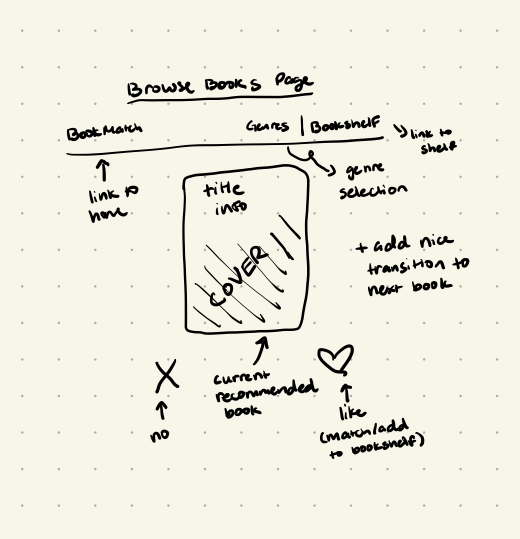 Browse Books Page
BookMatch
Genres | Bookshelf
link to
shelf
link to
home
genre
selection
title
info
COVER
+ add nice
transition to
next book
X
no
current
recommended
book
like
(match/add
to bookshelf)